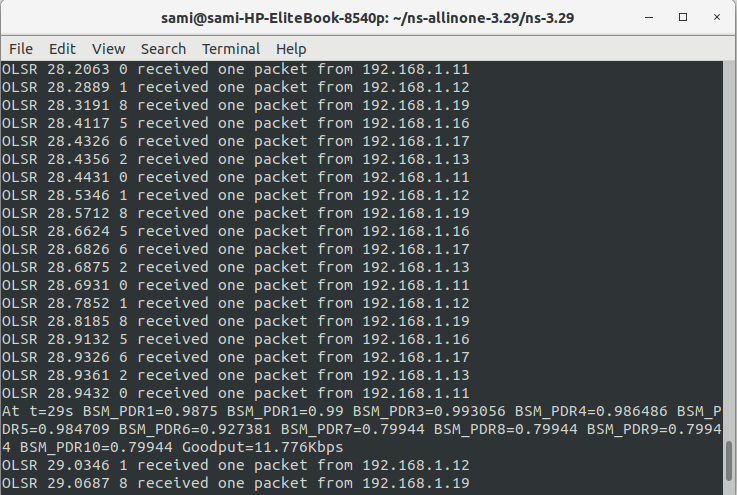 sami@sami-HP-EliteBook-8540p: ~/ns-allinone-3.29/ns-3.29
File Edit View Search Terminal Help
OLSR 28.2063 0 received one packet from 192.168.1.11
OLSR 28.2889 1 received one packet from 192.168.1.12
OLSR 28.3191 8 received one packet from 192.168.1.19
OLSR 28.4117 5 received one packet from 192.168.1.16
OLSR 28.4326 6 received one packet from 192.168.1.17
OLSR 28.4356 2 received one packet from 192.168.1.13
OLSR 28.4431 0 received one packet from 192.168.1.11
OLSR 28.5346 1 received one packet from 192.168.1.12
OLSR 28.5712 8 received one packet from 192.168.1.19
OLSR 28.6624 5 received one packet from 192.168.1.16
OLSR 28.6826 6 received one packet from 192.168.1.17
OLSR 28.6875 2 received one packet from 192.168.1.13
OLSR 28.6931 0 received one packet from 192.168.1.11
OLSR 28.7852 1 received one packet from 192.168.1.12
OLSR 28.8185 8 received one packet from 192.168.1.19
OLSR 28.9132 5 received one packet from 192.168.1.16
OLSR 28.9326 6 received one packet from 192.168.1.17
OLSR 28.9361 2 received one packet from 192.168.1.13
OLSR 28.9432 0 received one packet from 192.168.1.11
At t=29s BSM_PDR1=0.9875 BSM_PDR1=0.99 BSM_PDR3=0.993056 BSM_PDR4=0.986486 BSM_P
DR5=0.984709 BSM_PDR6=0.927381 BSM_PDR7=0.79944 BSM_PDR8=0.79944 BSM_PDR9=0.7994
4 BSM_PDR10=0.79944 Goodput=11.776Kbps
OLSR 29.0346 1 received one packet from 192.168.1.12
OLSR 29.0687 8 received one packet from 192.168.1.19